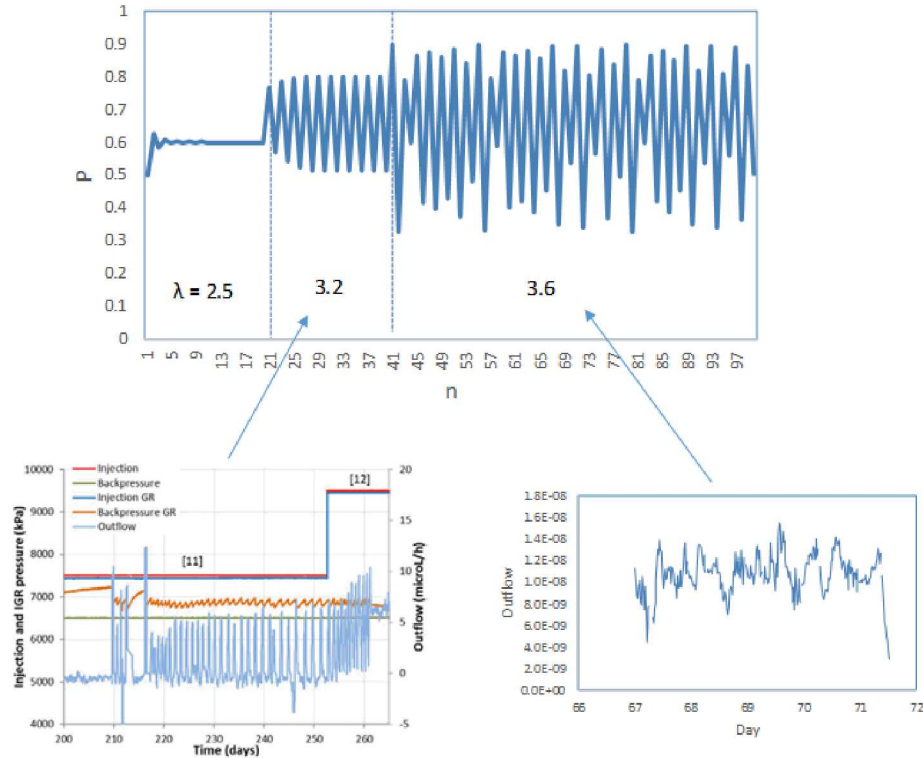 1
0.9
0.8
0.7
0.6
0.5
0.4
0.3
0.2
0.1
0
P
λ = 2.5
3.2
3.6
1 5 9 13 17 21 25 29 33 37 41 45 49 53 57 61 65 69 73 77 81 85 89 93 97
n
Injection
Backpressure
Injection GR
Backpressure GR
Outflow
[11]
[12]
Injection and IGR pressure (kPa)
10000
9000
8000
7000
6000
5000
4000
20
15
10
5
0
-5
Outflow (microL/h)
200 210 220 230 240 250 260
Time (days)
1.8E-08
1.6E-08
1.4E-08
1.2E-08
1.0E-08
8.0E-09
6.0E-09
4.0E-09
2.0E-09
0.0E+00
Outflow
66 67 68 69 70 71 72
Day